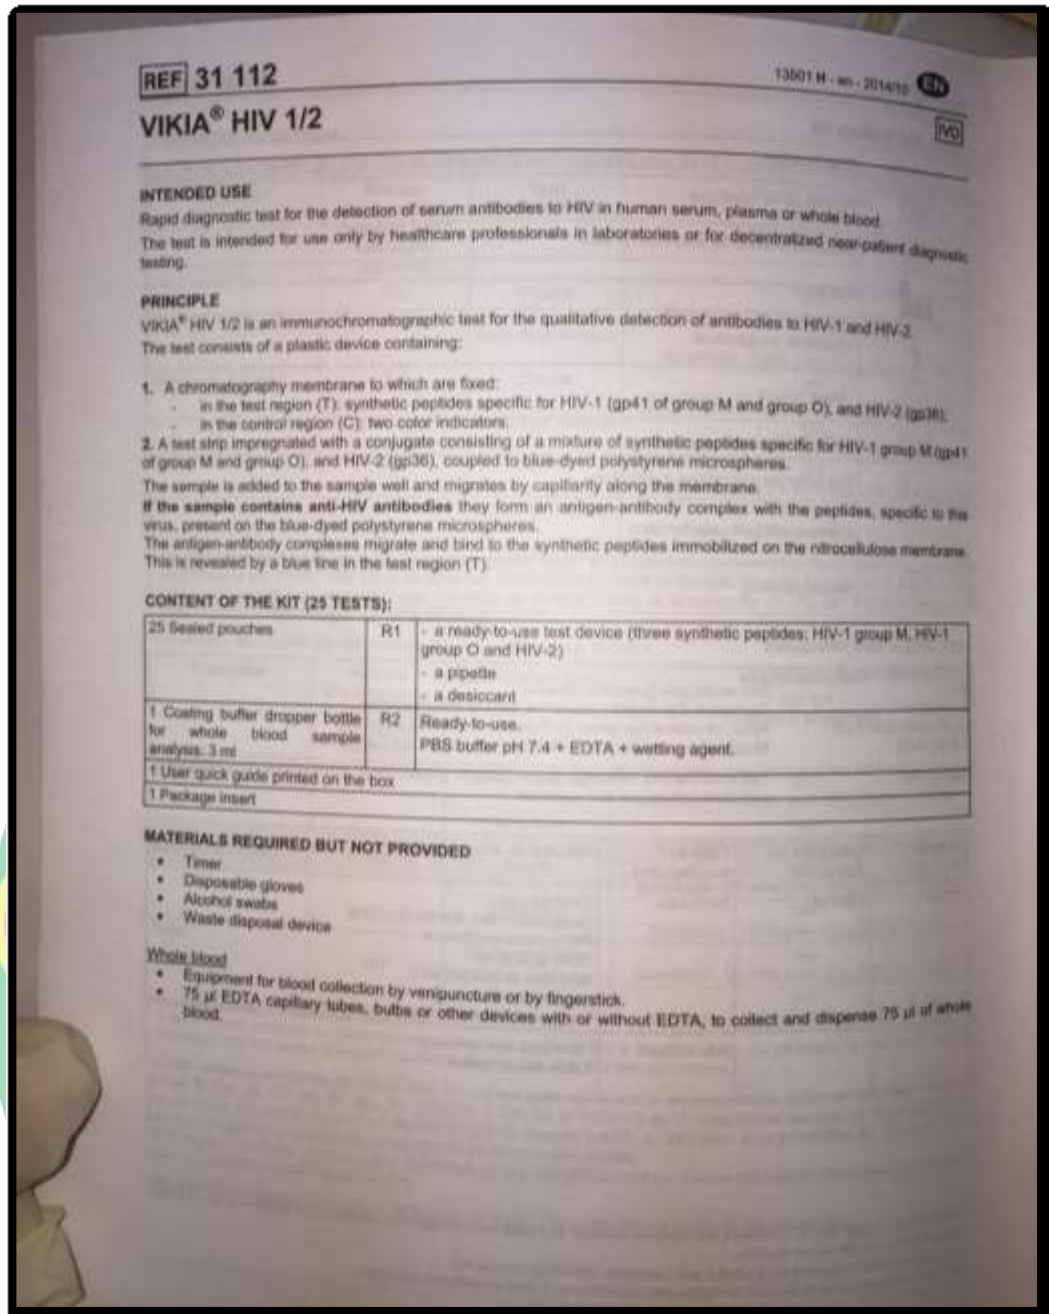 REF 31 112
13501 H - en - 2014/10 EN
VIKIA® HIV 1/2
IVD
INTENDED USE
Rapid diagnostic test for the detection of serum antibodies to HIV in human serum, plasma or whole blood.
The test is intended for use only by healthcare professionals in laboratories or for decentralized near-patient diagnostic
testing.
PRINCIPLE
VIKIA® HIV 1/2 is an immunochromatographic test for the qualitative detection of antibodies to HIV-1 and HIV-2.
The test consists of a plastic device containing:
1. A chromatography membrane to which are fixed:
- in the test region (T): synthetic peptides specific for HIV-1 (gp41 of group M and group O), and HIV-2 (gp36);
- in the control region (C): two color indicators.
2. A test strip impregnated with a conjugate consisting of a mixture of synthetic peptides specific for HIV-1 group M (gp41
of group M and group O), and HIV-2 (gp36), coupled to blue-dyed polystyrene microspheres.
The sample is added to the sample well and migrates by capillarity along the membrane.
If the sample contains anti-HIV antibodies they form an antigen-antibody complex with the peptides, specific to this
virus, present on the blue-dyed polystyrene microspheres.
The antigen-antibody complexes migrate and bind to the synthetic peptides immobilized on the nitrocellulose membrane.
This is revealed by a blue line in the test region (T).
CONTENT OF THE KIT (25 TESTS):
25 Sealed pouches R1 - a ready-to-use test device (three synthetic peptides: HIV-1 group M, HIV-1
group O and HIV-2)
- a pipette
- a desiccant
1 Coating buffer dropper bottle R2 Ready-to-use.
for whole blood sample
analysis: 3 ml PBS buffer pH 7.4 + EDTA + wetting agent.
1 User quick guide printed on the box
1 Package insert
MATERIALS REQUIRED BUT NOT PROVIDED
• Timer
• Disposable gloves
• Alcohol swabs
• Waste disposal device
Whole blood
• Equipment for blood collection by venipuncture or by fingerstick.
• 75 µl EDTA capillary tubes, bulbs or other devices with or without EDTA, to collect and dispense 75 µl of whole
blood.